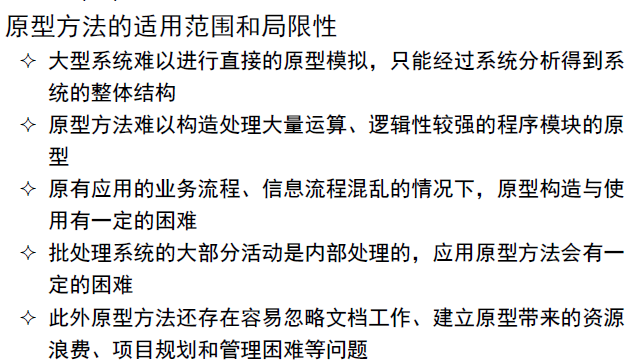 原型方法的适用范围和局限性
✧ 大型系统难以进行直接的原型模拟，只能经过系统分析得到系
统的整体结构
✧ 原型方法难以构造处理大量运算、逻辑性较强的程序模块的原
型
✧ 原有应用的业务流程、信息流程混乱的情况下，原型构造与使
用有一定的困难
✧ 批处理系统的大部分活动是内部处理的，应用原型方法会有一
定的困难
✧ 此外原型方法还存在容易忽略文档工作、建立原型带来的资源
浪费、项目规划和管理困难等问题